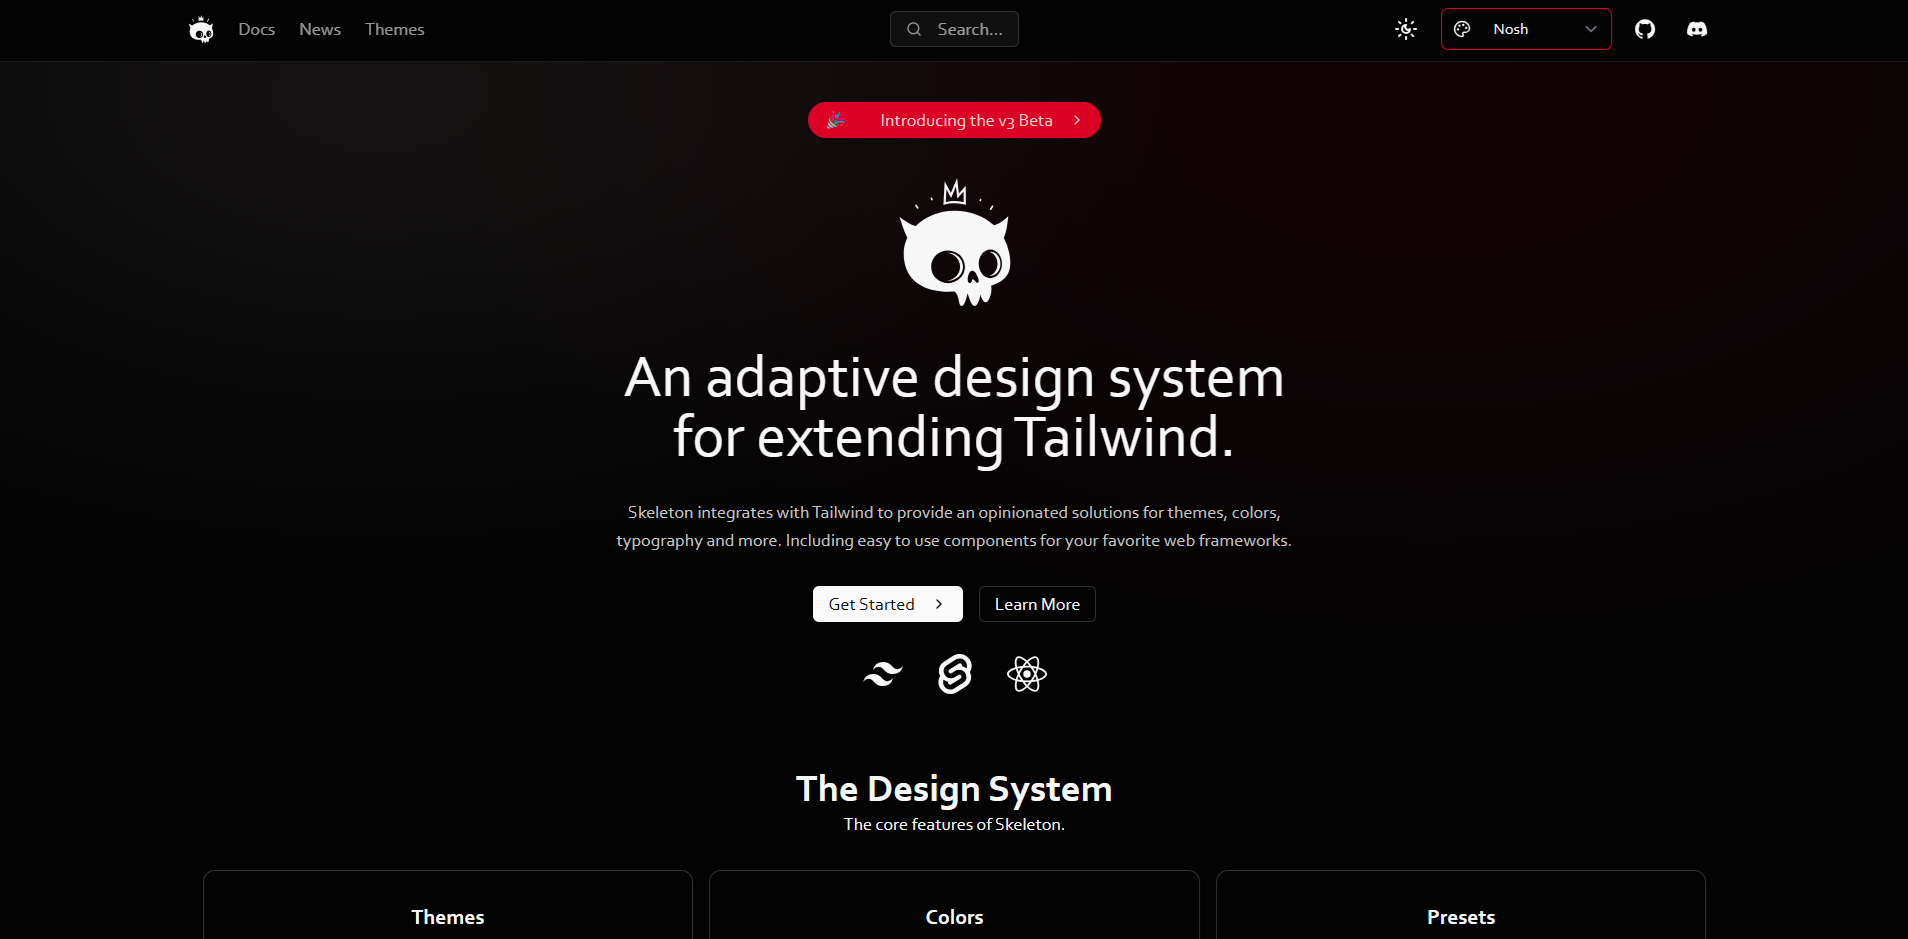 Docs News Themes
Search...
Nosh
Introducing the v3 Beta
An adaptive design system
for extending Tailwind.
Skeleton integrates with Tailwind to provide an opinionated solutions for themes, colors,
typography and more. Including easy to use components for your favorite web frameworks.
Get Started
Learn More
The Design System
The core features of Skeleton.
Themes
Colors
Presets